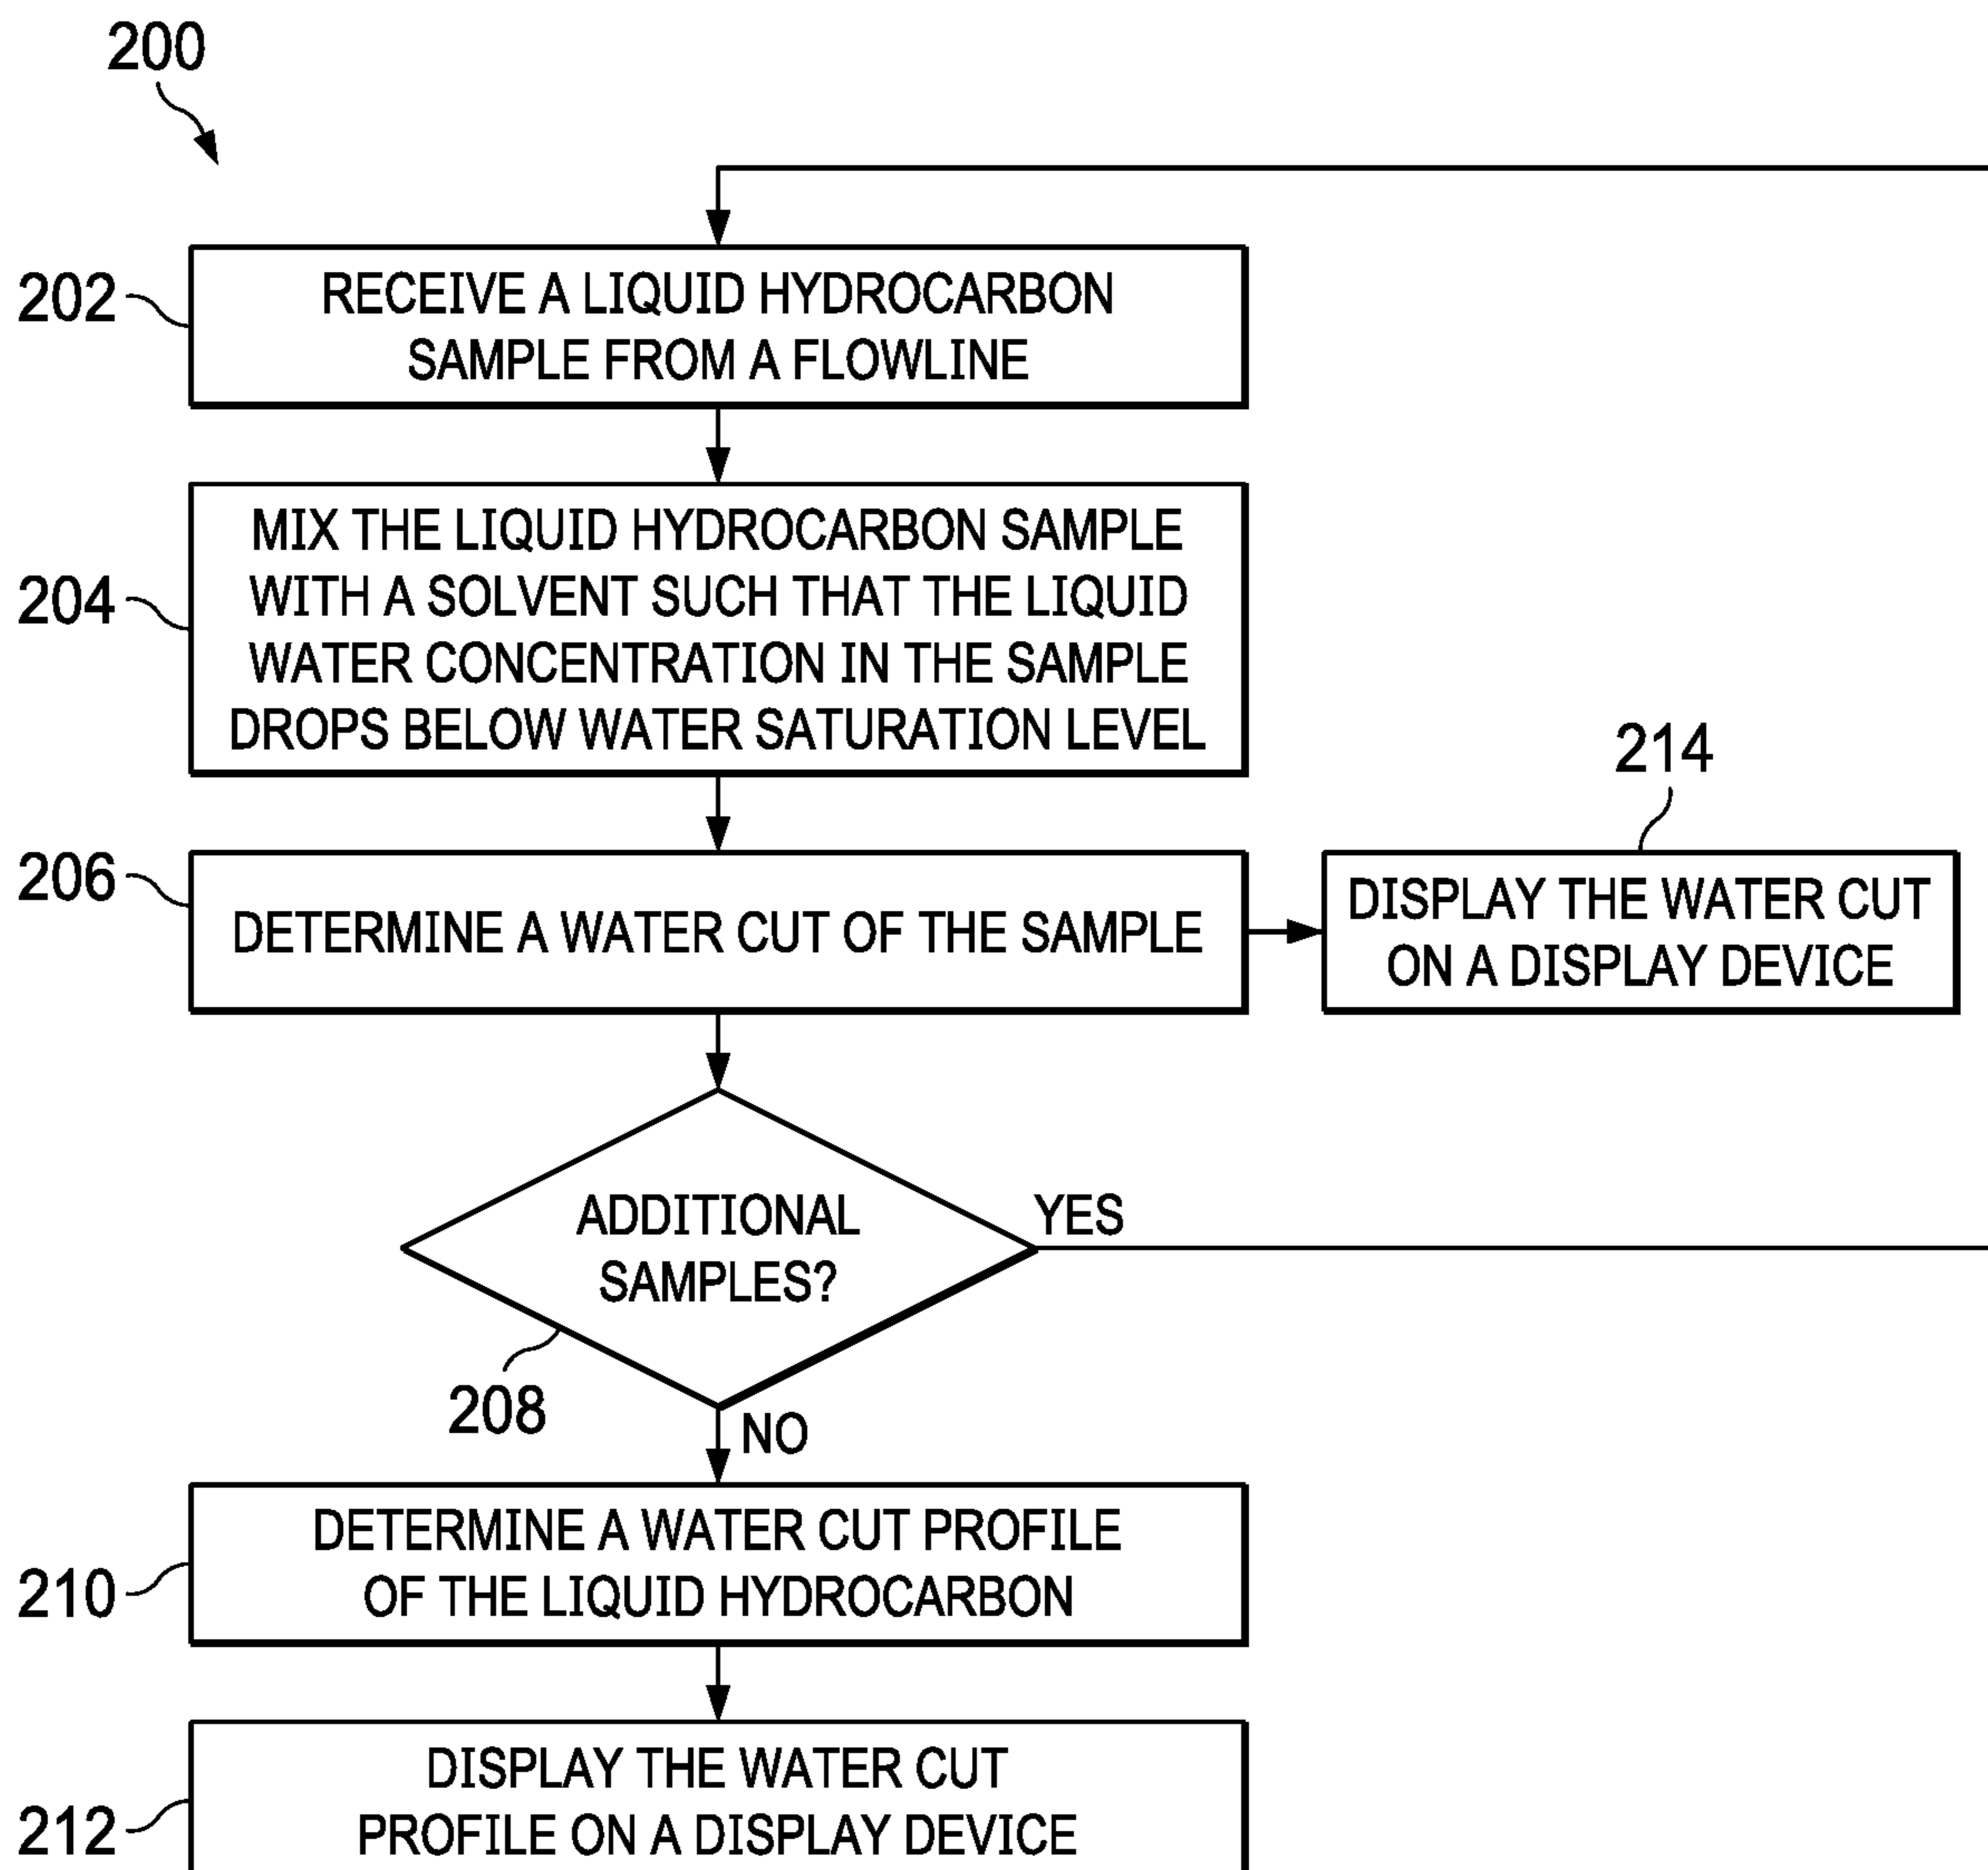 200
202
RECEIVE A LIQUID HYDROCARBON
SAMPLE FROM A FLOWLINE
204
MIX THE LIQUID HYDROCARBON SAMPLE
WITH A SOLVENT SUCH THAT THE LIQUID
WATER CONCENTRATION IN THE SAMPLE
DROPS BELOW WATER SATURATION LEVEL
206
DETERMINE A WATER CUT OF THE SAMPLE
214
DISPLAY THE WATER CUT
ON A DISPLAY DEVICE
ADDITIONAL
SAMPLES?
YES
208
NO
210
DETERMINE A WATER CUT PROFILE
OF THE LIQUID HYDROCARBON
212
DISPLAY THE WATER CUT
PROFILE ON A DISPLAY DEVICE